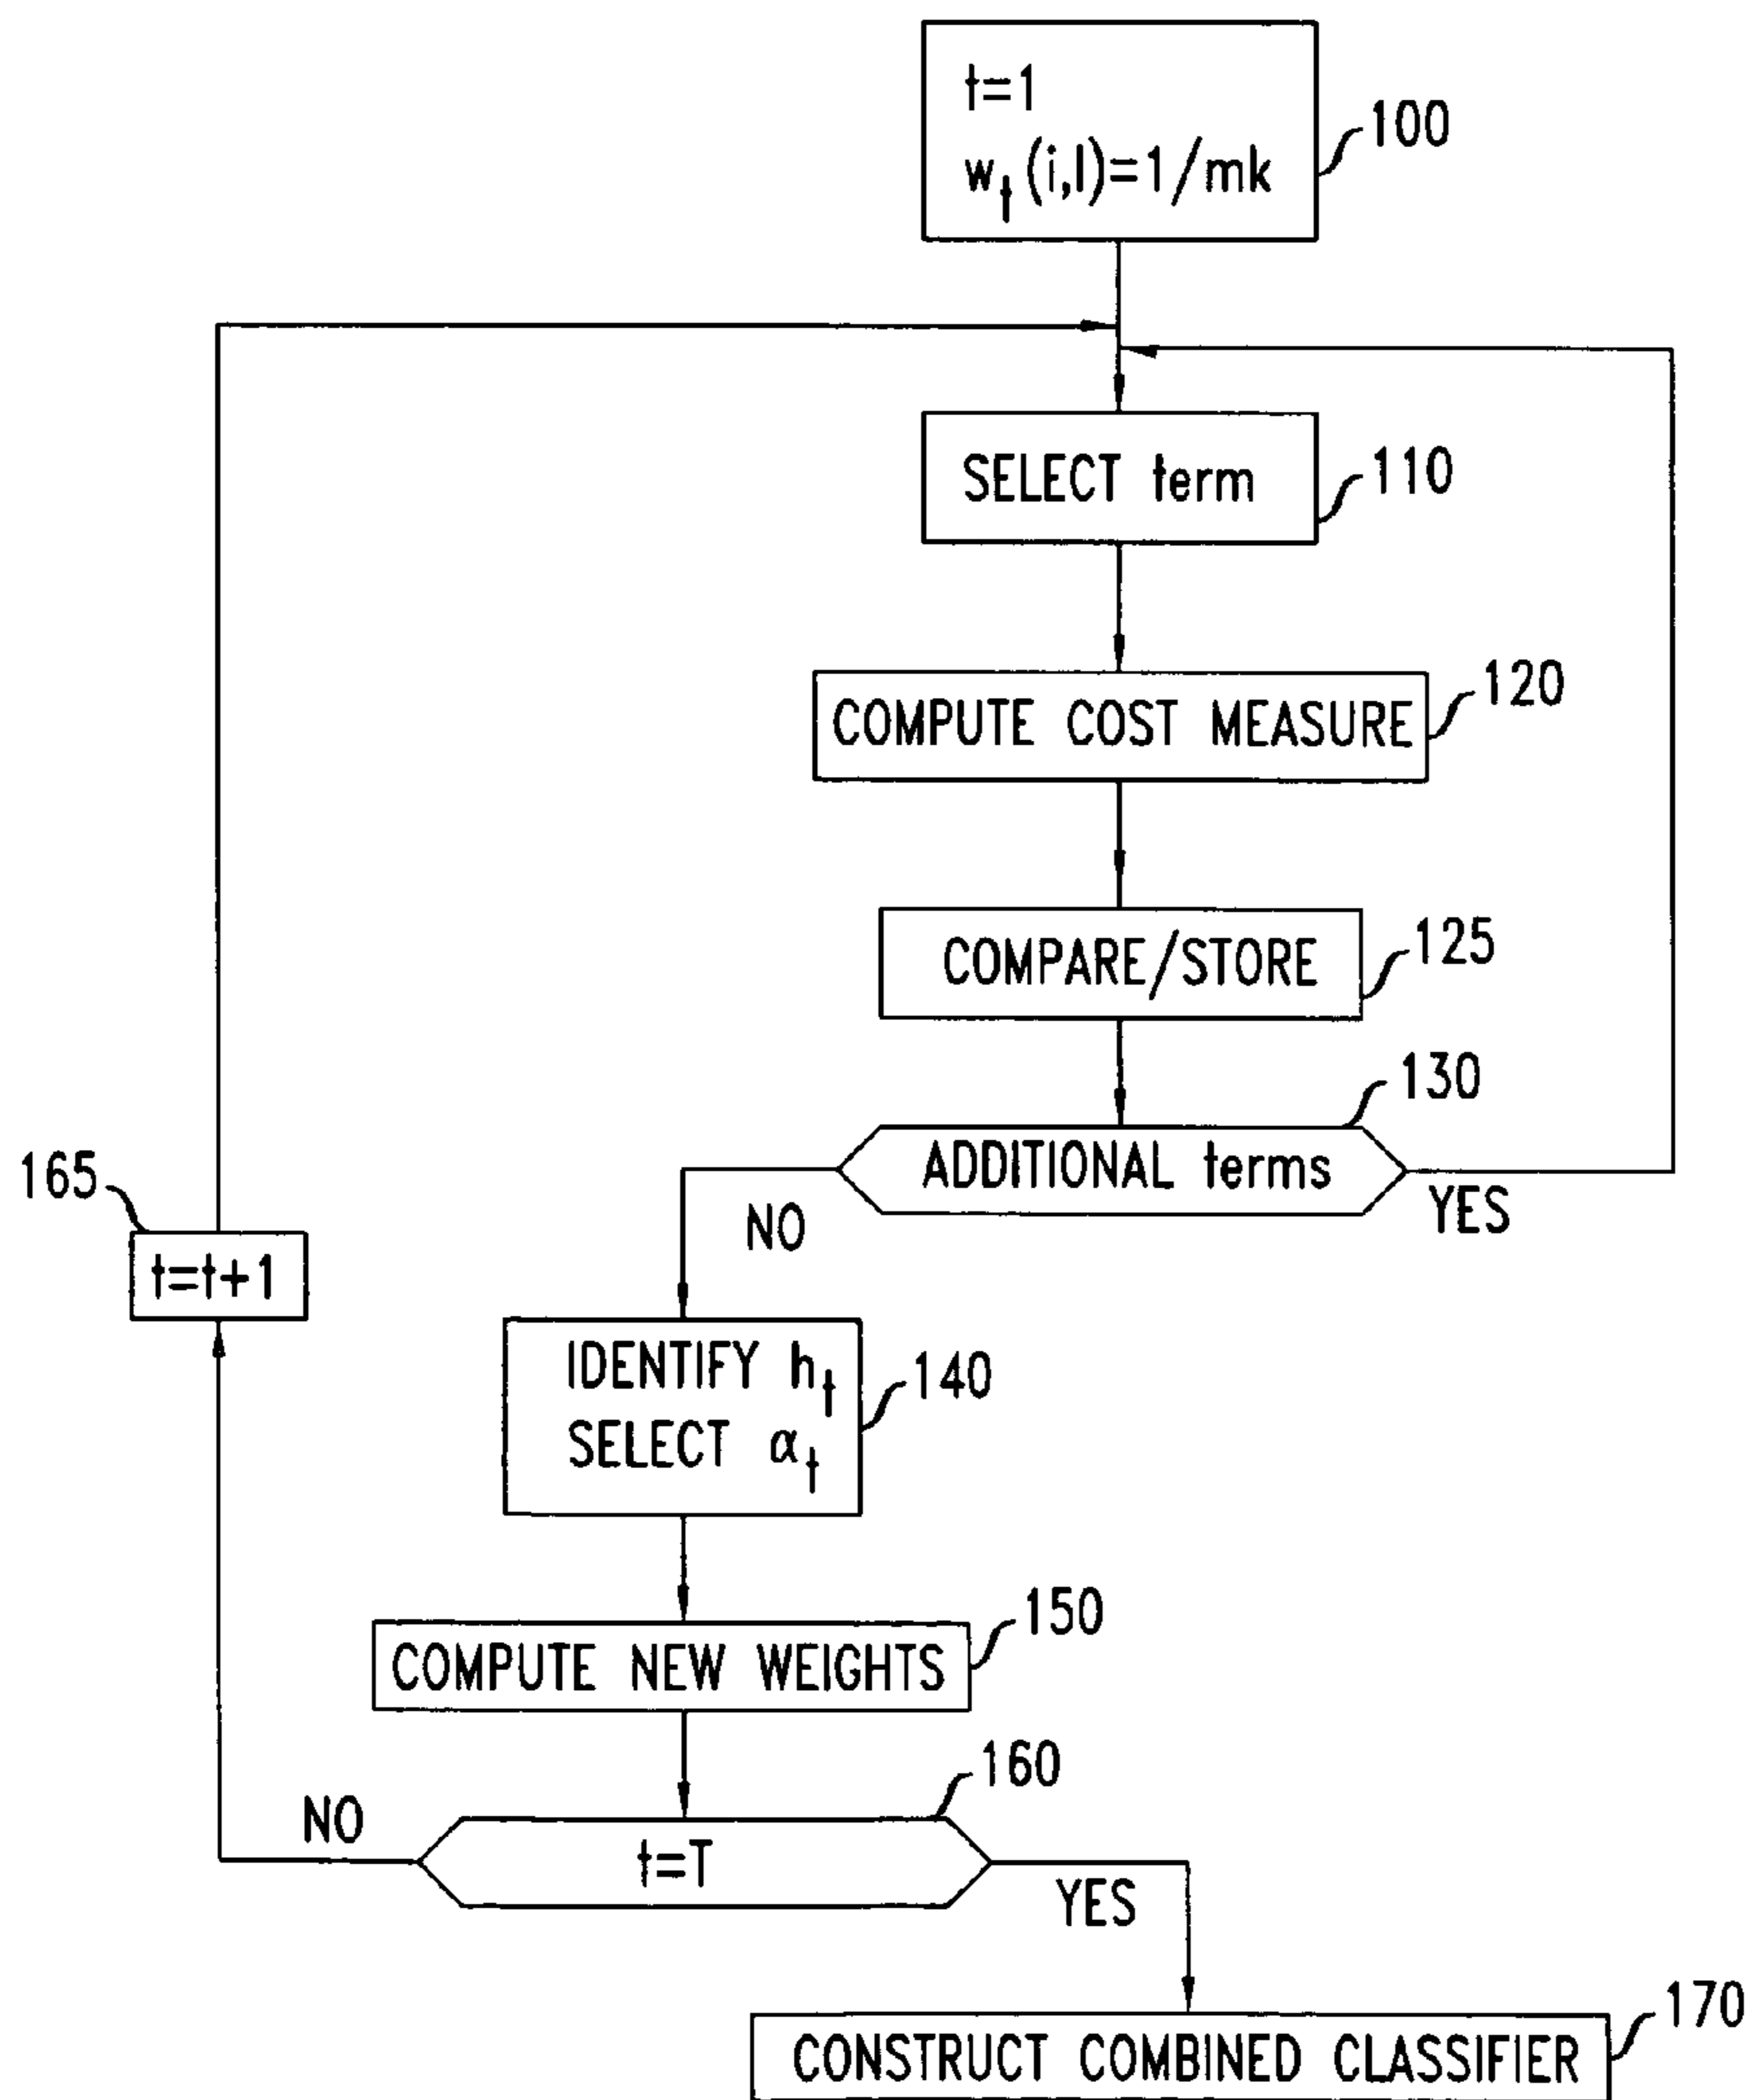 t=1
w_t (i,l)=1/mk
100
SELECT term
110
COMPUTE COST MEASURE
120
COMPARE/STORE
125
130
ADDITIONAL terms
YES
NO
165
t=t+1
IDENTIFY h_t
SELECT α_t
140
COMPUTE NEW WEIGHTS
150
160
t=T
NO
YES
CONSTRUCT COMBINED CLASSIFIER
170